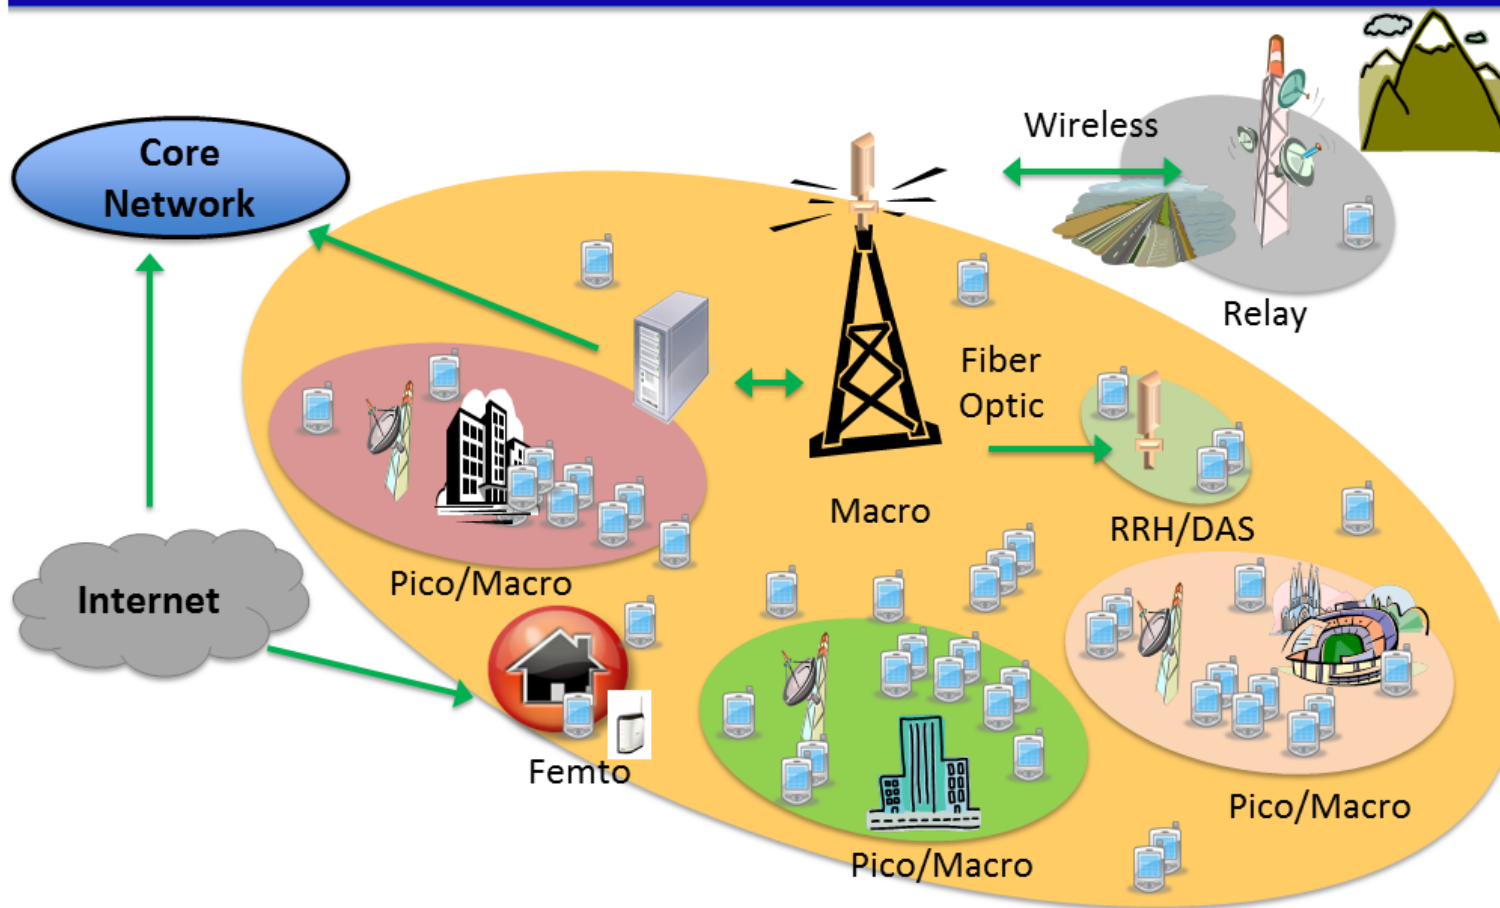 Core
Network
Wireless
Relay
Fiber
Optic
Macro
RRH/DAS
Pico/Macro
Internet
Femto
Pico/Macro
Pico/Macro